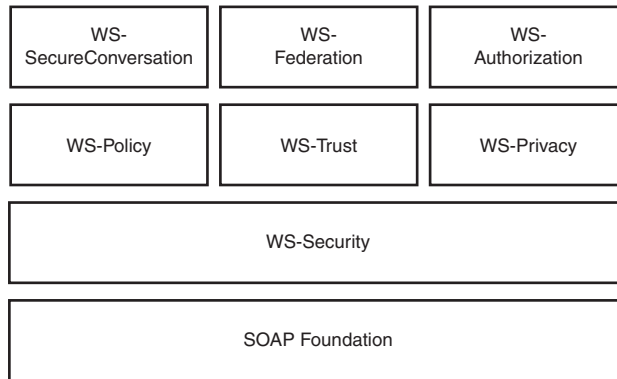 WS-
SecureConversation
WS-
Federation
WS-
Authorization
WS-Policy
WS-Trust
WS-Privacy
WS-Security
SOAP Foundation